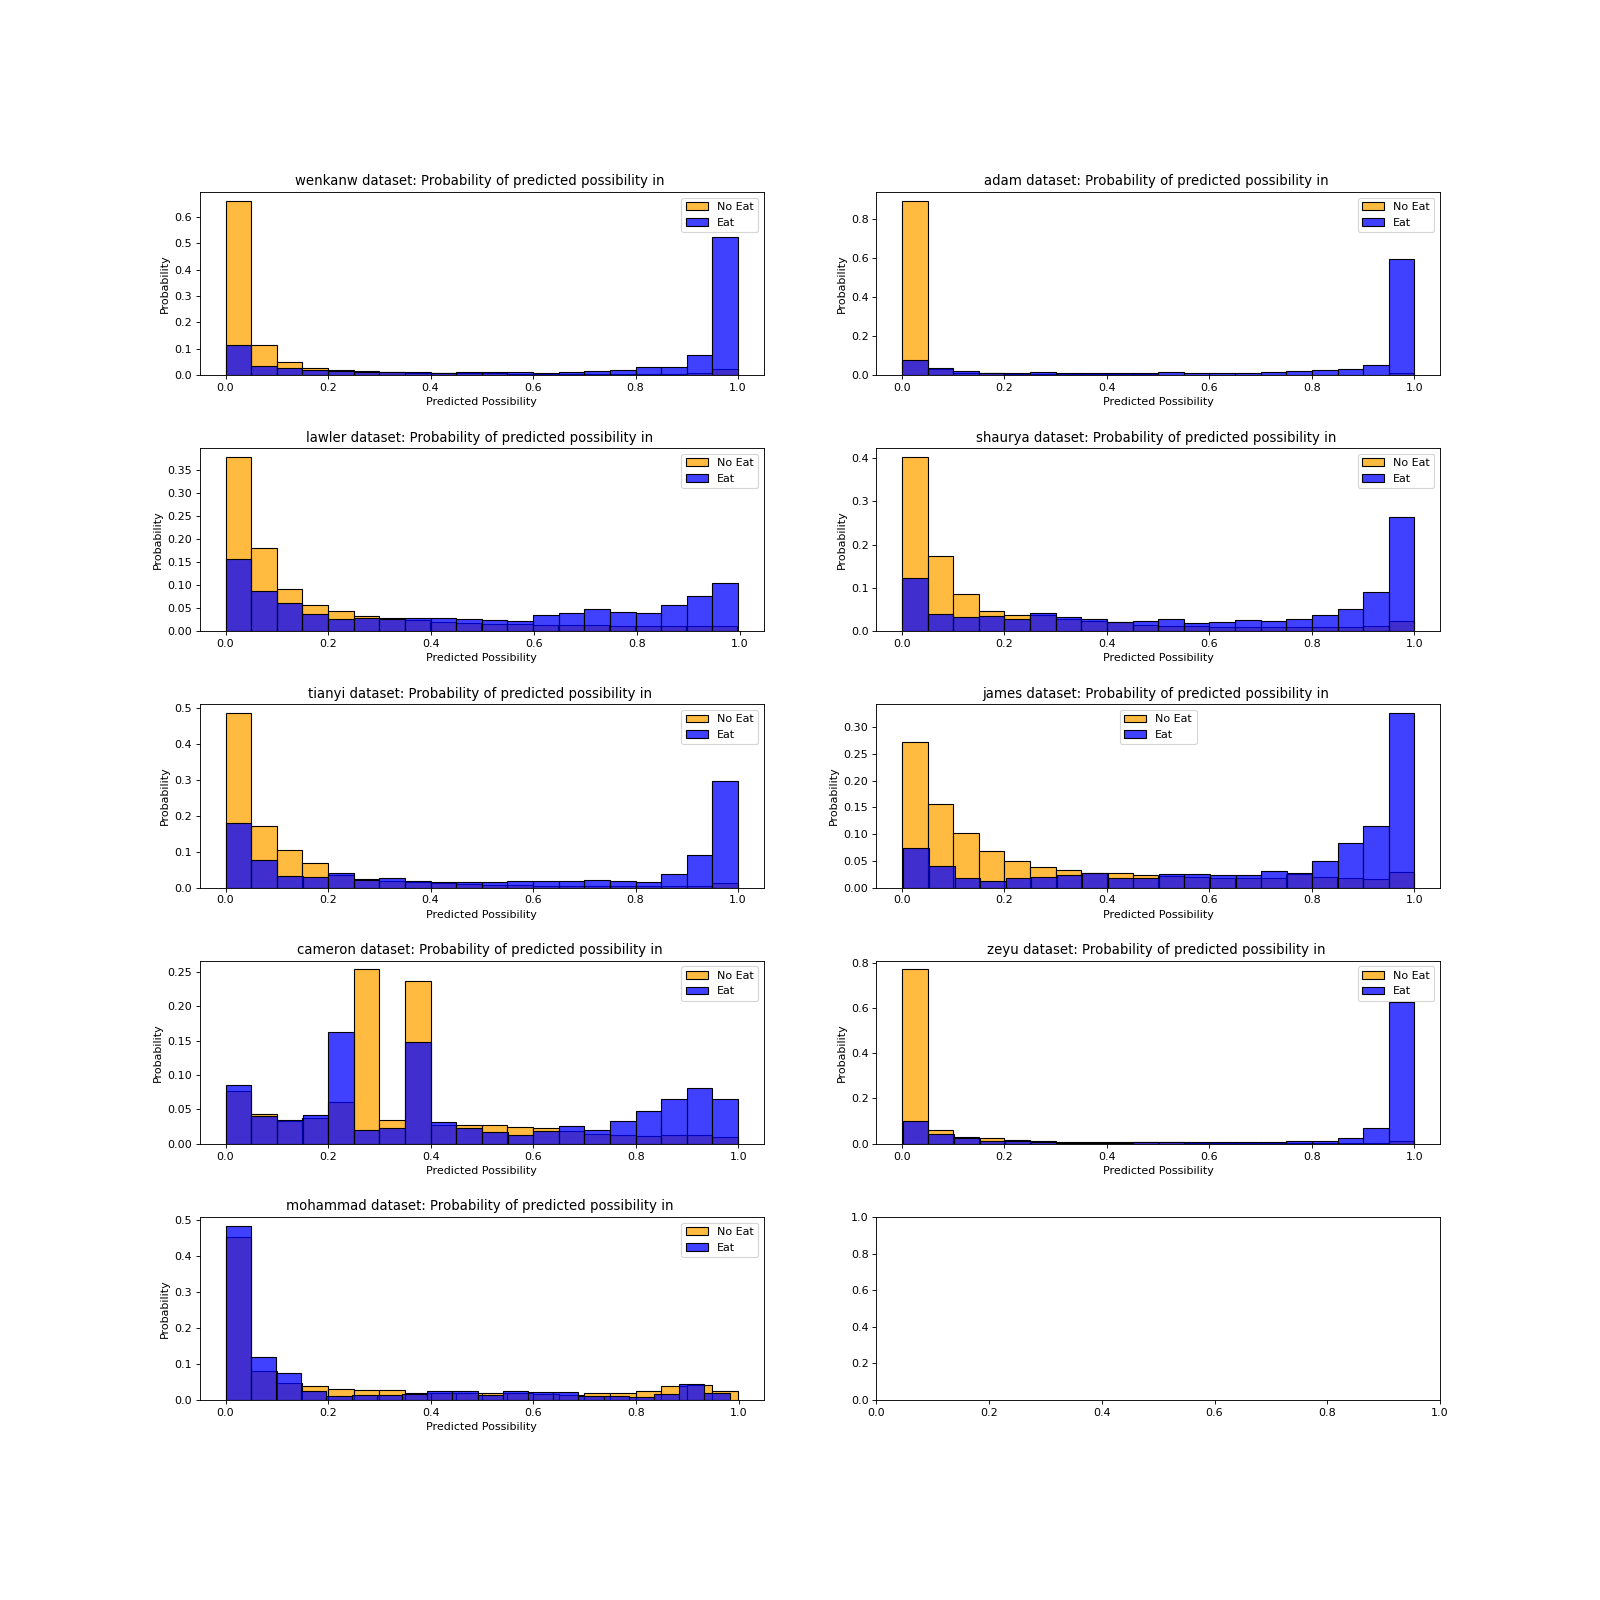 wenkanw dataset: Probability of predicted possibility in
No Eat
Eat
Probability
0.6
0.5
0.4
0.3
0.2
0.1
0.0
0.0 0.2 0.4 0.6 0.8 1.0
Predicted Possibility
adam dataset: Probability of predicted possibility in
No Eat
Eat
Probability
0.8
0.6
0.4
0.2
0.0
0.0 0.2 0.4 0.6 0.8 1.0
Predicted Possibility
lawler dataset: Probability of predicted possibility in
No Eat
Eat
Probability
0.35
0.30
0.25
0.20
0.15
0.10
0.05
0.00
0.0 0.2 0.4 0.6 0.8 1.0
Predicted Possibility
shaurya dataset: Probability of predicted possibility in
No Eat
Eat
Probability
0.4
0.3
0.2
0.1
0.0
0.0 0.2 0.4 0.6 0.8 1.0
Predicted Possibility
tianyi dataset: Probability of predicted possibility in
No Eat
Eat
Probability
0.5
0.4
0.3
0.2
0.1
0.0
0.0 0.2 0.4 0.6 0.8 1.0
Predicted Possibility
james dataset: Probability of predicted possibility in
No Eat
Eat
Probability
0.30
0.25
0.20
0.15
0.10
0.05
0.00
0.0 0.2 0.4 0.6 0.8 1.0
Predicted Possibility
cameron dataset: Probability of predicted possibility in
No Eat
Eat
Probability
0.25
0.20
0.15
0.10
0.05
0.00
0.0 0.2 0.4 0.6 0.8 1.0
Predicted Possibility
zeyu dataset: Probability of predicted possibility in
No Eat
Eat
Probability
0.8
0.6
0.4
0.2
0.0
0.0 0.2 0.4 0.6 0.8 1.0
Predicted Possibility
mohammad dataset: Probability of predicted possibility in
No Eat
Eat
Probability
0.5
0.4
0.3
0.2
0.1
0.0
0.0 0.2 0.4 0.6 0.8 1.0
Predicted Possibility
1.0
0.8
0.6
0.4
0.2
0.0
0.0 0.2 0.4 0.6 0.8 1.0